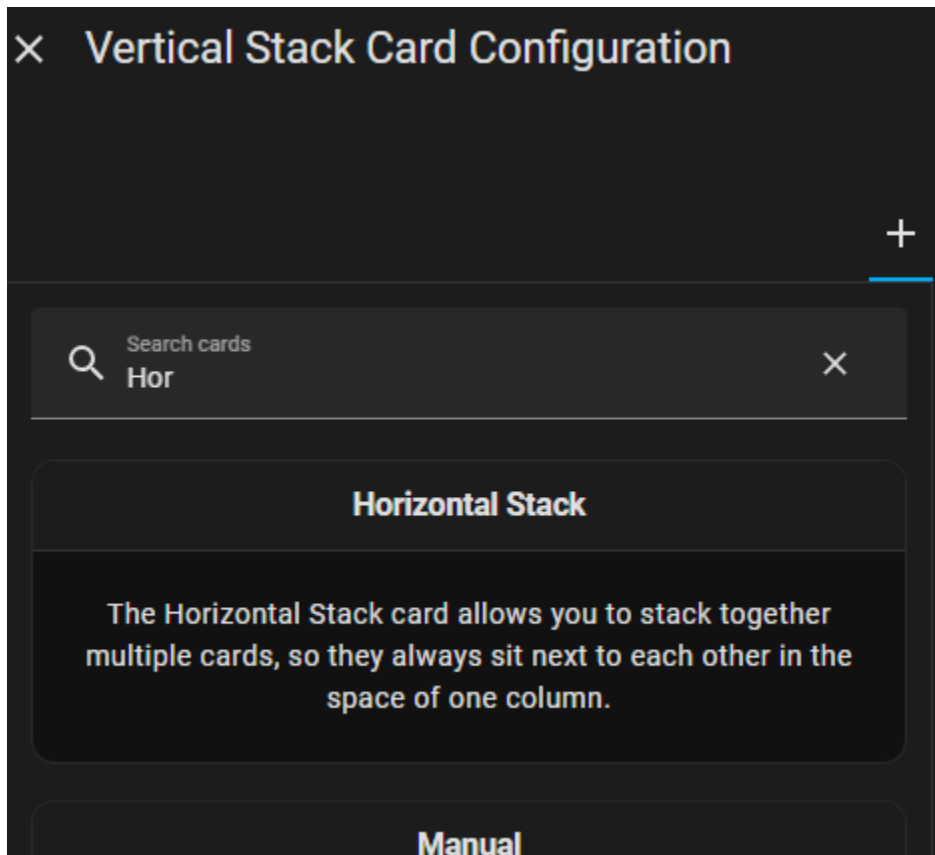 Vertical Stack Card Configuration
Search cards
Hor
Horizontal Stack
The Horizontal Stack card allows you to stack together
multiple cards, so they always sit next to each other in the
space of one column.
Manual